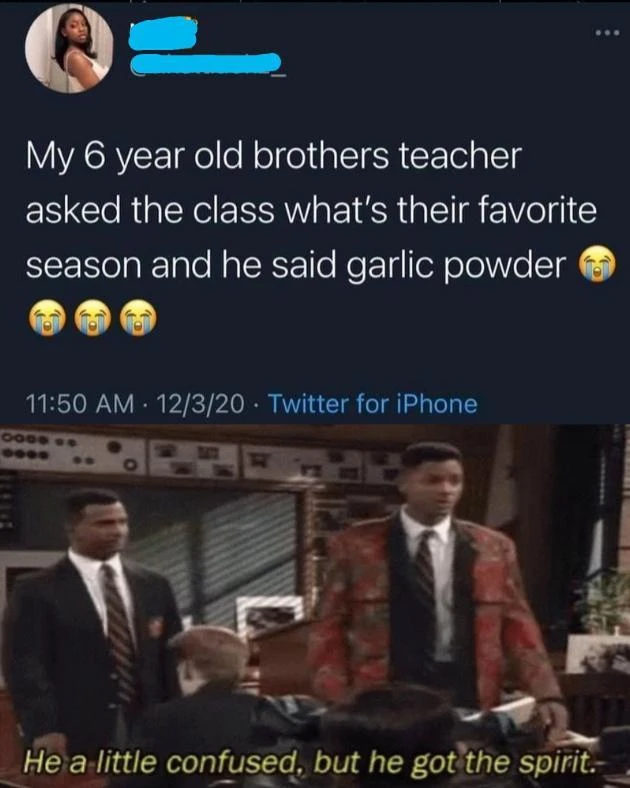 My 6 year old brothers teacher
asked the class what's their favorite
season and he said garlic powder 😭
😭😭😭
11:50 AM · 12/3/20 · Twitter for iPhone
He a little confused, but he got the spirit.